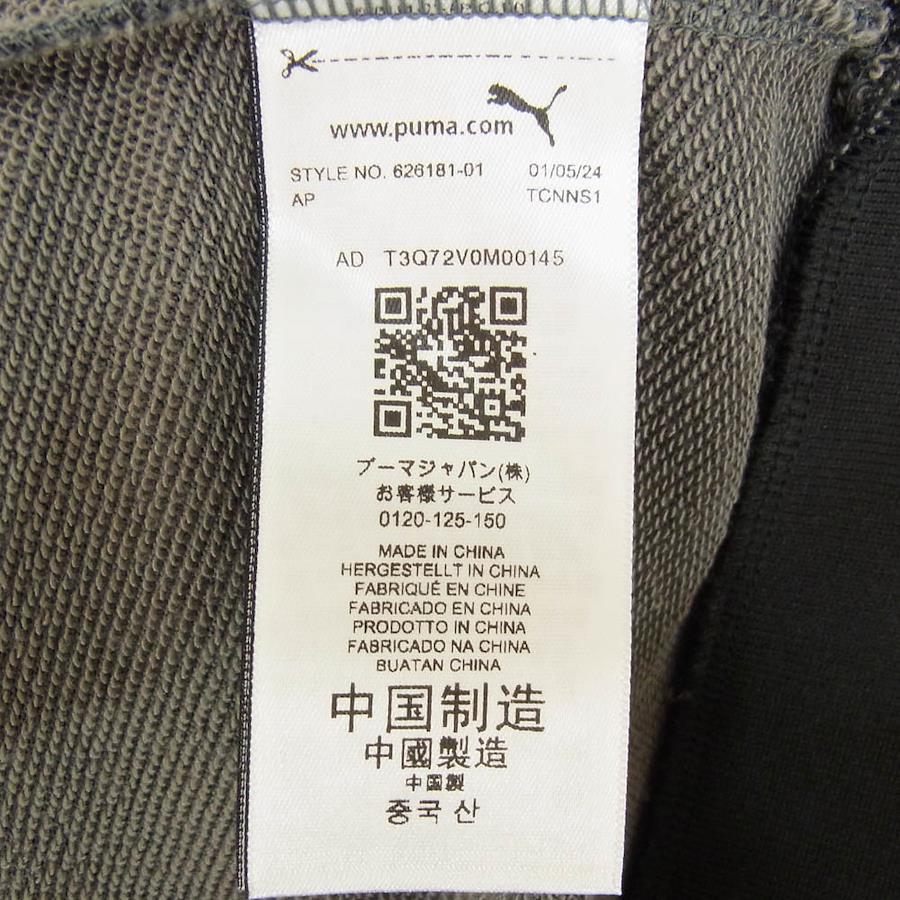 www.puma.com
STYLE NO. 626181-01 01/05/24
AP TCNNS1
AD T3Q72V0M00145
プーマジャパン(株)
お客様サービス
0120-125-150
MADE IN CHINA
HERGESTELLT IN CHINA
FABRIQUÉ EN CHINE
FABRICADO EN CHINA
PRODOTTO IN CHINA
FABRICADO NA CHINA
BUATAN CHINA
中国制造
中國製造
中国製
중국 산